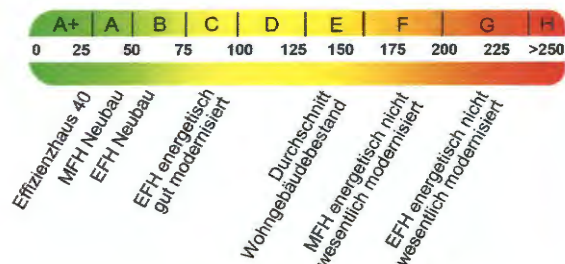 A+ A B C D E F G H
0 25 50 75 100 125 150 175 200 225 >250
Effizienzhaus 40
MFH Neubau
EFH Neubau
EFH energetisch
gut modernisiert
Durchschnitt
Wohngebäudebestand
MFH energetisch nicht
wesentlich modernisiert
EFH energetisch nicht
wesentlich modernisiert